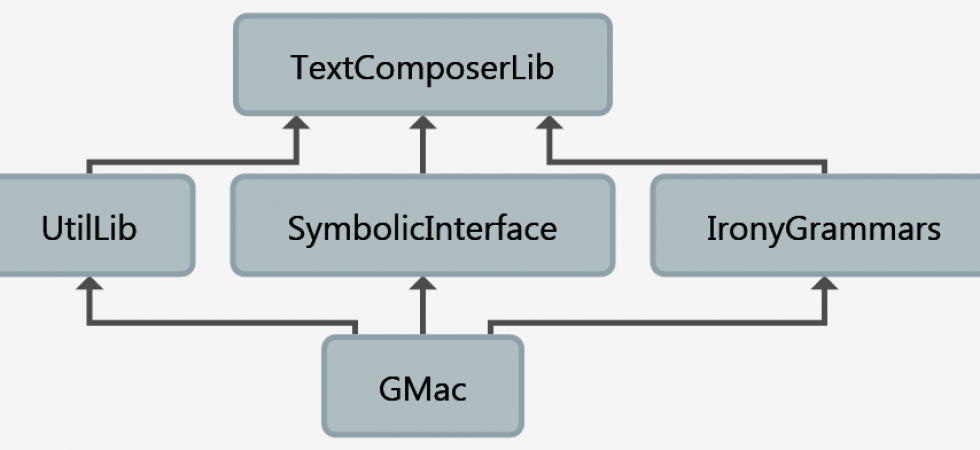 TextComposerLib
UtilLib
SymbolicInterface
IronyGrammars
GMac